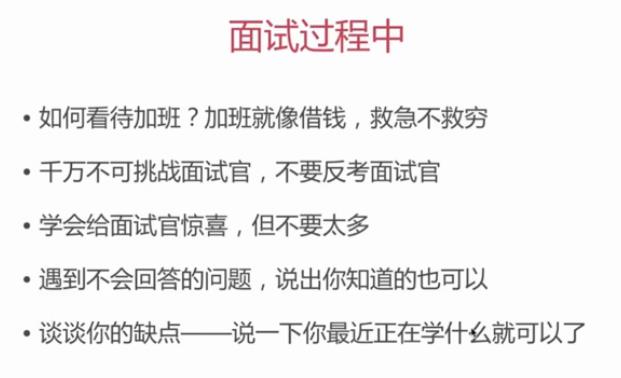 面试过程中
• 如何看待加班？加班就像借钱，救急不救穷
• 千万不可挑战面试官，不要反考面试官
• 学会给面试官惊喜，但不要太多
• 遇到不会回答的问题，说出你知道的也可以
• 谈谈你的缺点——说一下你最近正在学什么就可以了